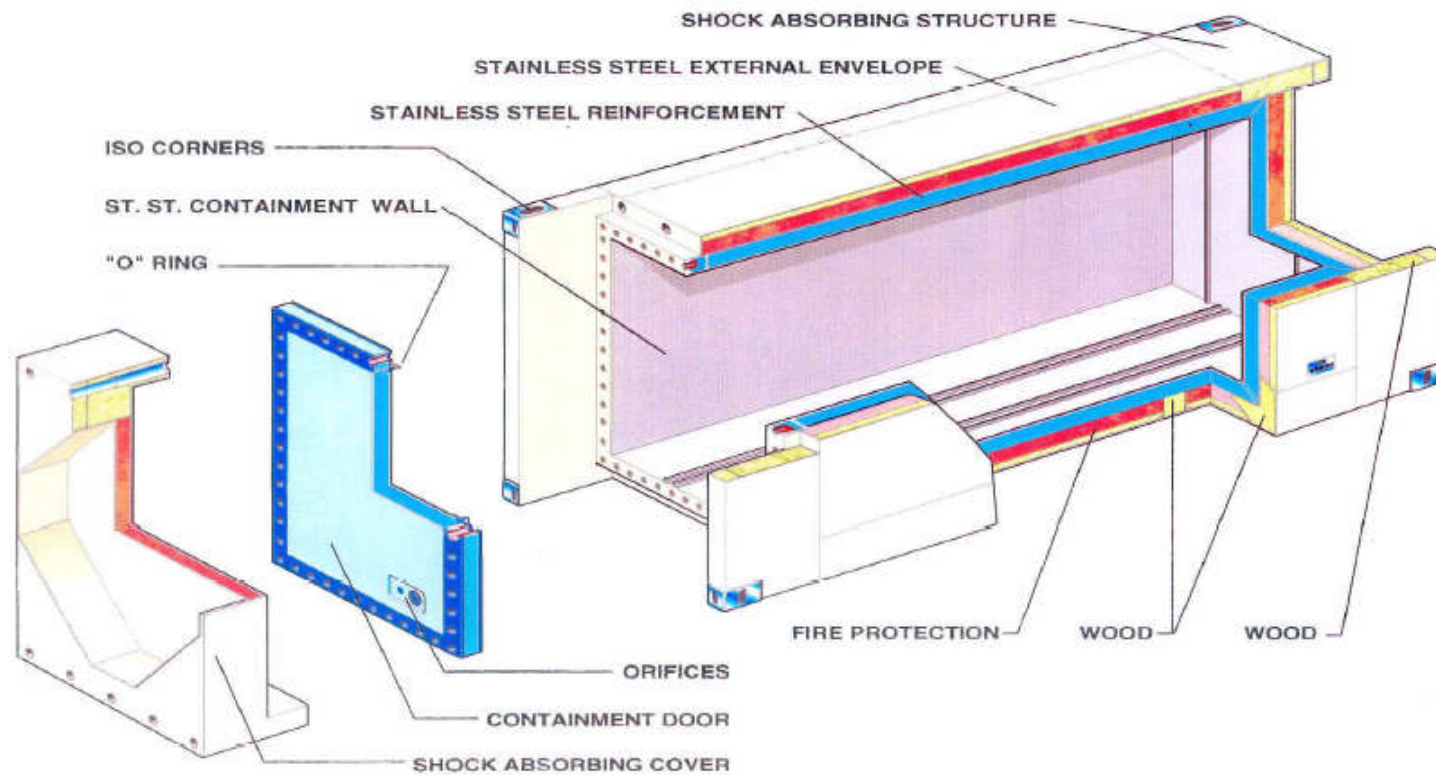 SHOCK ABSORBING STRUCTURE
STAINLESS STEEL EXTERNAL ENVELOPE
STAINLESS STEEL REINFORCEMENT
ISO CORNERS
ST. ST. CONTAINMENT WALL
"O" RING
FIRE PROTECTION
WOOD
WOOD
ORIFICES
CONTAINMENT DOOR
SHOCK ABSORBING COVER